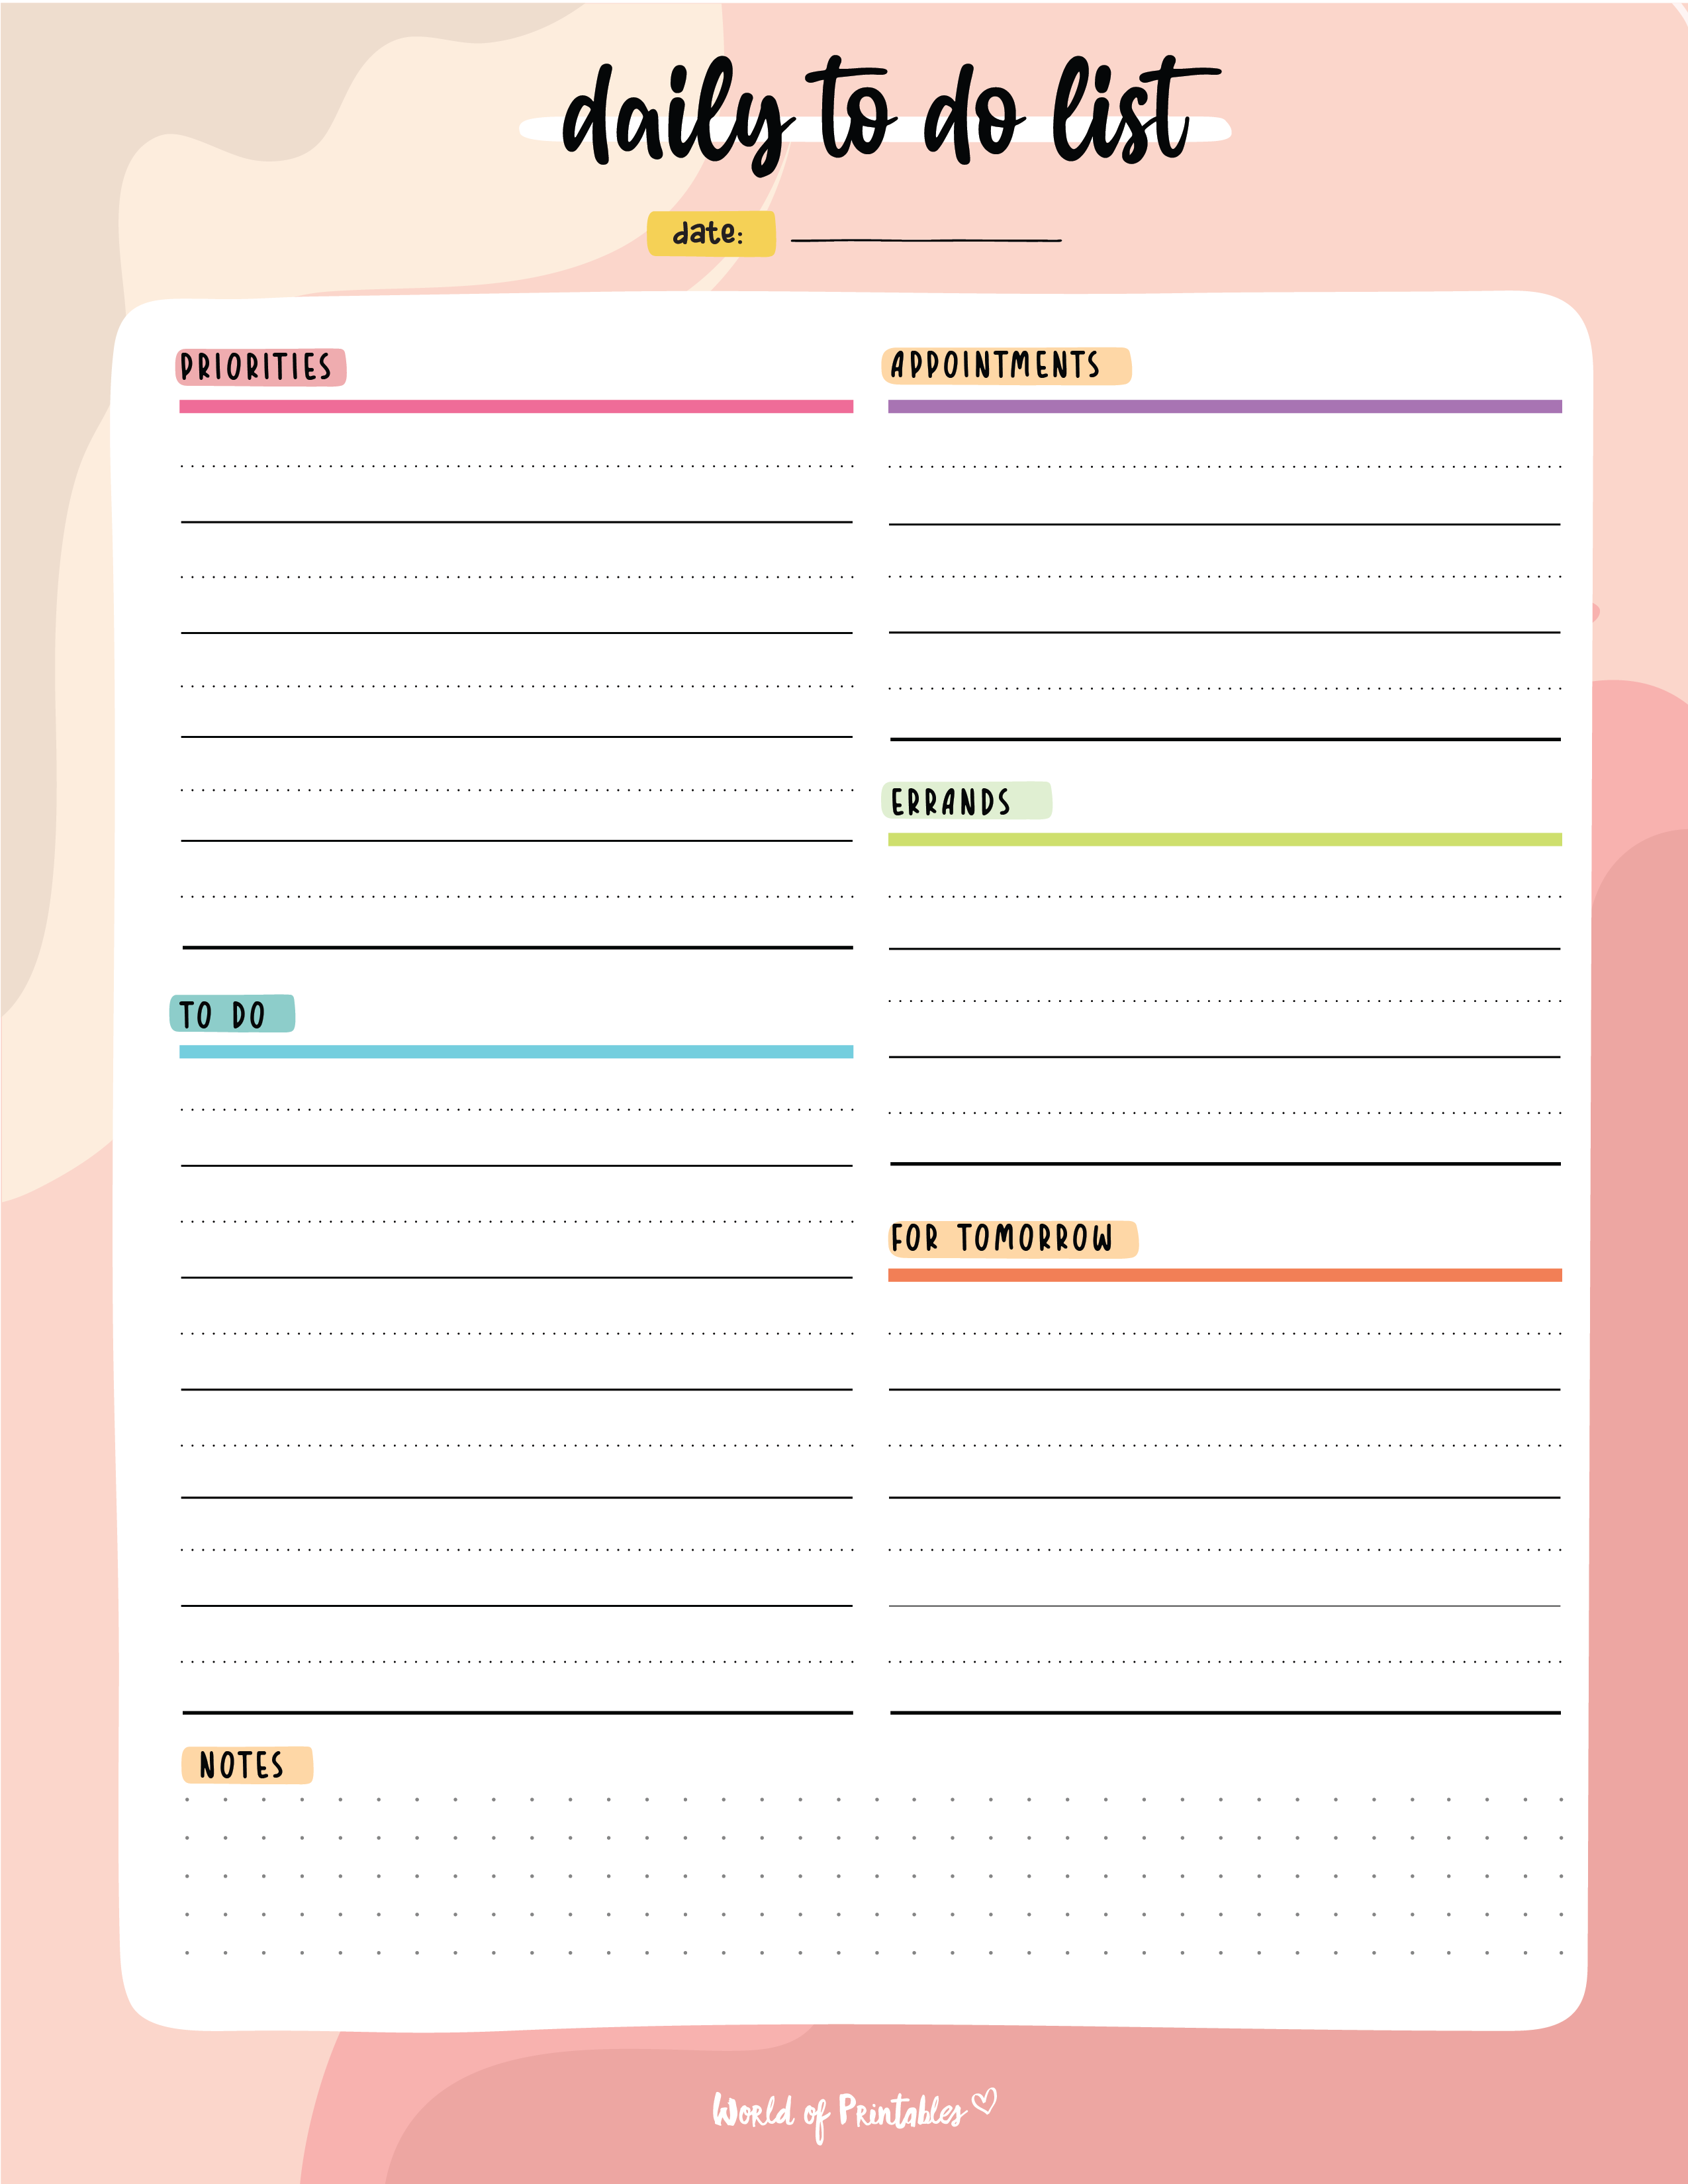 daily to do list
date:
PRIORITIES
APPOINTMENTS
ERRANDS
TO DO
FOR TOMORROW
NOTES
World of Printables